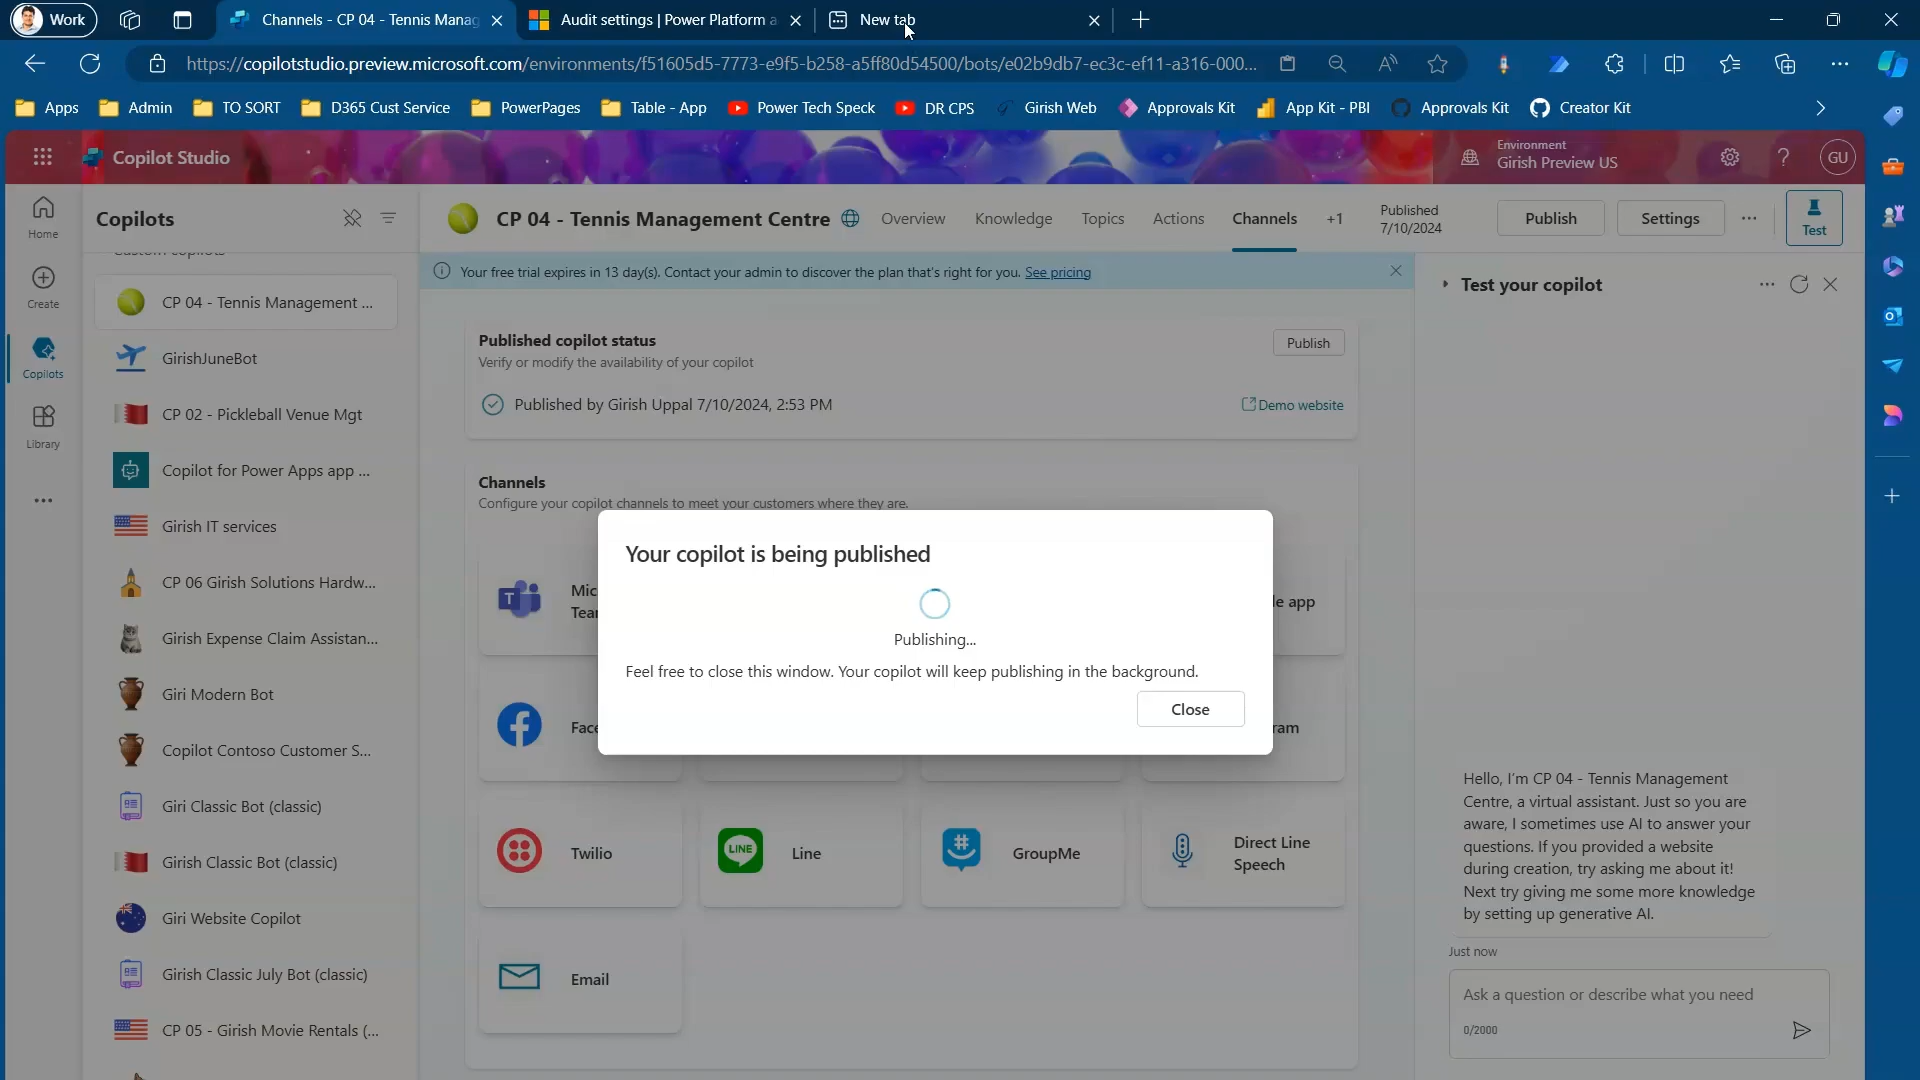 Work
Channels - CP 04 - Tennis Manag
Audit settings | Power Platform a
New tab
https://copilotstudio.preview.microsoft.com/environments/f51605d5-7773-e9f5-b258-a5ff80d54500/bots/e02b9db7-ec3c-ef11-a316-000...
Apps
Admin
TO SORT
D365 Cust Service
PowerPages
Table - App
Power Tech Speck
DR CPS
Girish Web
Approvals Kit
App Kit - PBI
Approvals Kit
Creator Kit
Copilot Studio
Environment
Girish Preview US
GU
Home
Create
Copilots
Library
Copilots
Custom copilots
CP 04 - Tennis Management ...
GirishJuneBot
CP 02 - Pickleball Venue Mgt
Copilot for Power Apps app ...
Girish IT services
CP 06 Girish Solutions Hardw...
Girish Expense Claim Assistan...
Giri Modern Bot
Copilot Contoso Customer S...
Giri Classic Bot (classic)
Girish Classic Bot (classic)
Giri Website Copilot
Girish Classic July Bot (classic)
CP 05 - Girish Movie Rentals (...
CP 04 - Tennis Management Centre
Overview
Knowledge
Topics
Actions
Channels
+1
Published
7/10/2024
Publish
Settings
Test
Your free trial expires in 13 day(s). Contact your admin to discover the plan that's right for you. See pricing
Published copilot status
Verify or modify the availability of your copilot
Publish
Published by Girish Uppal 7/10/2024, 2:53 PM
Demo website
Channels
Configure your copilot channels to meet your customers where they are.
Mic
Tea
le app
Face
ram
Your copilot is being published
Publishing...
Feel free to close this window. Your copilot will keep publishing in the background.
Close
Twilio
LINE
Line
GroupMe
Direct Line
Speech
Email
Test your copilot
Hello, I'm CP 04 - Tennis Management
Centre, a virtual assistant. Just so you are
aware, I sometimes use AI to answer your
questions. If you provided a website
during creation, try asking me about it!
Next try giving me some more knowledge
by setting up generative AI.
Just now
Ask a question or describe what you need
0/2000